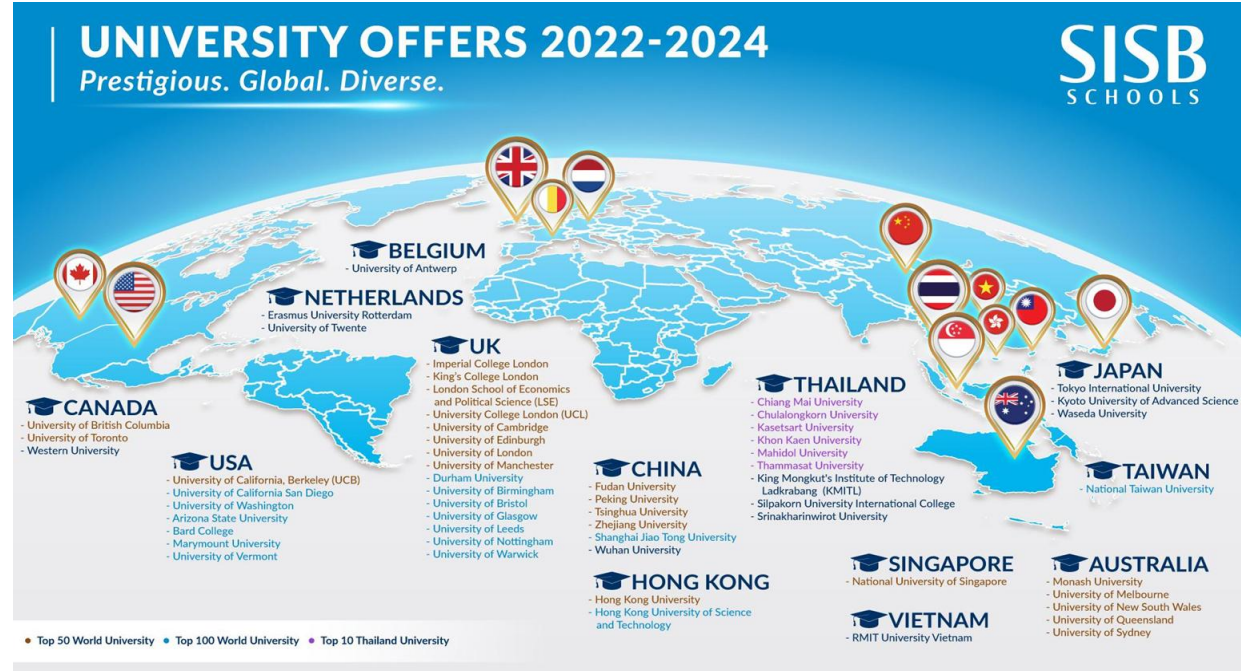 UNIVERSITY OFFERS 2022-2024
Prestigious. Global. Diverse.
SISB
SCHOOLS
BELGIUM
- University of Antwerp
NETHERLANDS
- Erasmus University Rotterdam
- University of Twente
UK
- Imperial College London
- King's College London
- London School of Economics
and Political Science (LSE)
- University College London (UCL)
- University of Cambridge
- University of Edinburgh
- University of London
- University of Manchester
- Durham University
- University of Birmingham
- University of Bristol
- University of Glasgow
- University of Leeds
- University of Nottingham
- University of Warwick
CANADA
- University of British Columbia
- University of Toronto
- Western University
USA
- University of California, Berkeley (UCB)
- University of California San Diego
- University of Washington
- Arizona State University
- Bard College
- Marymount University
- University of Vermont
CHINA
- Fudan University
- Peking University
- Tsinghua University
- Zhejiang University
- Shanghai Jiao Tong University
- Wuhan University
HONG KONG
- Hong Kong University
- Hong Kong University of Science
and Technology
THAILAND
- Chiang Mai University
- Chulalongkorn University
- Kasetsart University
- Khon Kaen University
- Mahidol University
- Thammasat University
- King Mongkut's Institute of Technology
Ladkrabang (KMITL)
- Silpakorn University International College
- Srinakharinwirot University
JAPAN
- Tokyo International University
- Kyoto University of Advanced Science
- Waseda University
TAIWAN
- National Taiwan University
SINGAPORE
- National University of Singapore
VIETNAM
- RMIT University Vietnam
AUSTRALIA
- Monash University
- University of Melbourne
- University of New South Wales
- University of Queensland
- University of Sydney
• Top 50 World University • Top 100 World University • Top 10 Thailand University